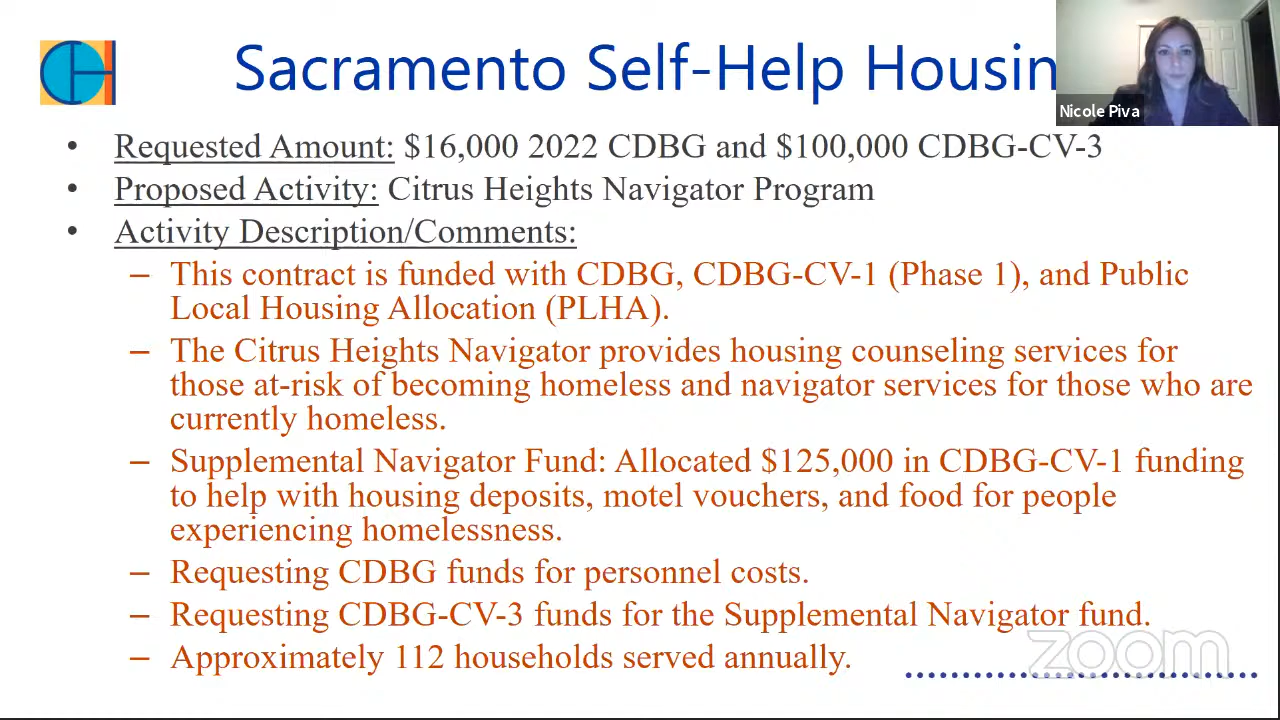 Sacramento Self-Help Housin
Nicole Piva
• Requested Amount: $16,000 2022 CDBG and $100,000 CDBG-CV-3
• Proposed Activity: Citrus Heights Navigator Program
• Activity Description/Comments:
– This contract is funded with CDBG, CDBG-CV-1 (Phase 1), and Public
Local Housing Allocation (PLHA).
– The Citrus Heights Navigator provides housing counseling services for
those at-risk of becoming homeless and navigator services for those who are
currently homeless.
– Supplemental Navigator Fund: Allocated $125,000 in CDBG-CV-1 funding
to help with housing deposits, motel vouchers, and food for people
experiencing homelessness.
– Requesting CDBG funds for personnel costs.
– Requesting CDBG-CV-3 funds for the Supplemental Navigator fund.
– Approximately 112 households served annually.
zoom